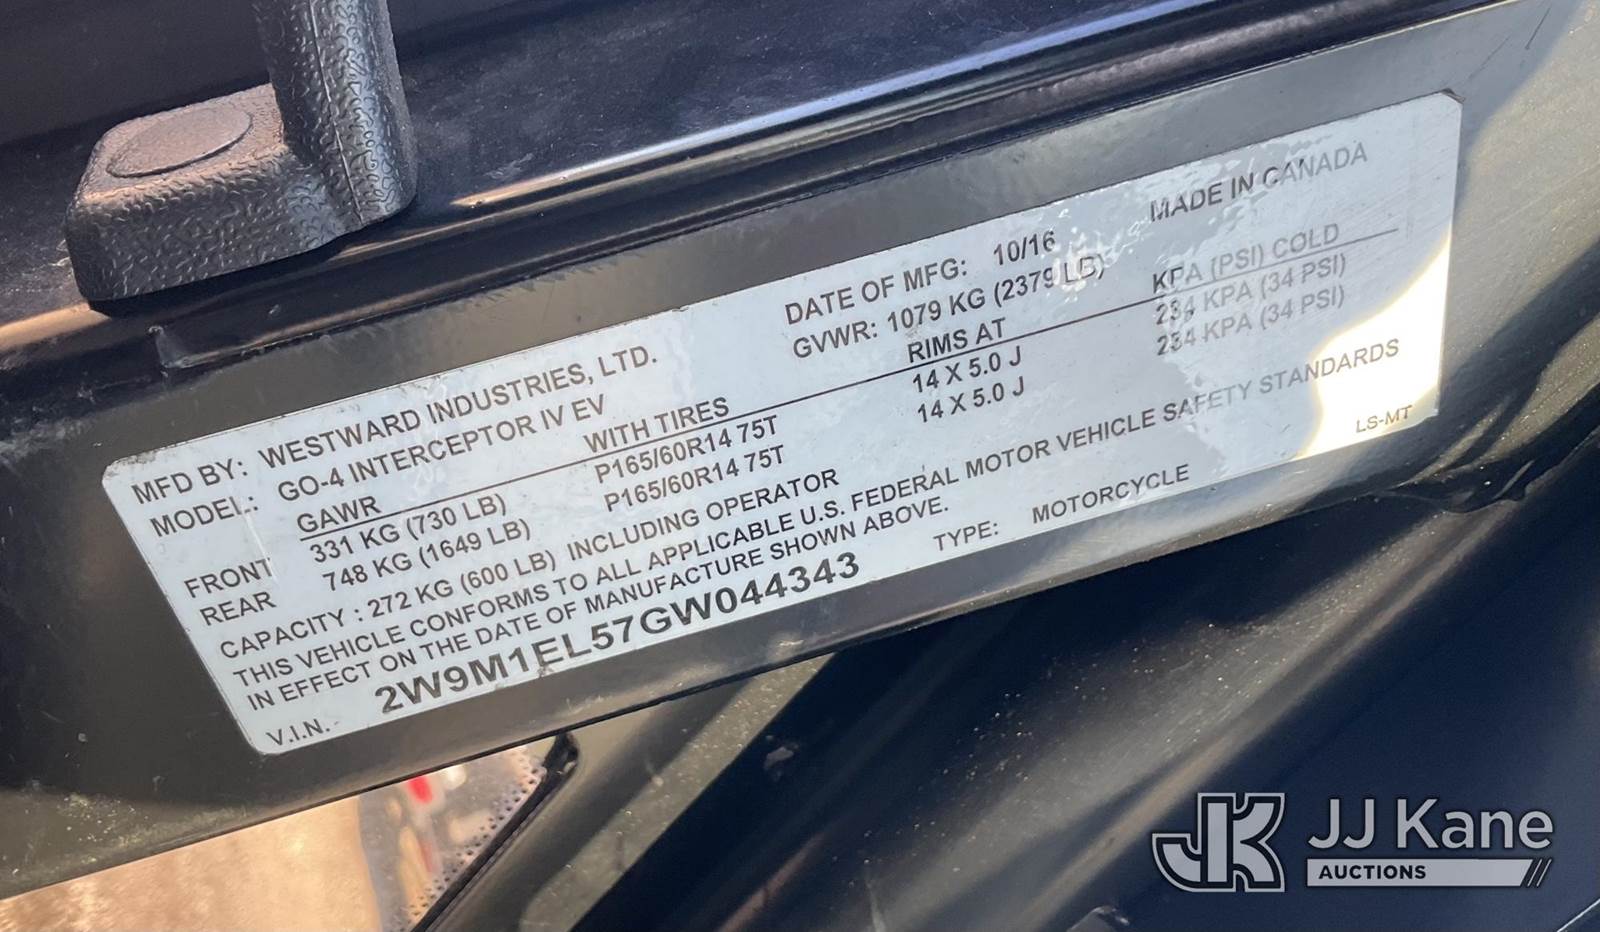 MFD BY: WESTWARD INDUSTRIES, LTD. DATE OF MFG: 10/16 MADE IN CANADA
MODEL: GO-4 INTERCEPTOR IV EV GVWR: 1079 KG (2379 LB)
GAWR WITH TIRES RIMS AT KPA (PSI) COLD
FRONT 331 KG (730 LB) P165/60R14 75T 14 X 5.0 J 234 KPA (34 PSI)
REAR 748 KG (1649 LB) P165/60R14 75T 14 X 5.0 J 234 KPA (34 PSI)
CAPACITY : 272 KG (600 LB) INCLUDING OPERATOR
THIS VEHICLE CONFORMS TO ALL APPLICABLE U.S. FEDERAL MOTOR VEHICLE SAFETY STANDARDS
IN EFFECT ON THE DATE OF MANUFACTURE SHOWN ABOVE.
V.I.N.- 2W9M1EL57GW044343 TYPE: MOTORCYCLE LS-MT
JK JJ Kane
AUCTIONS